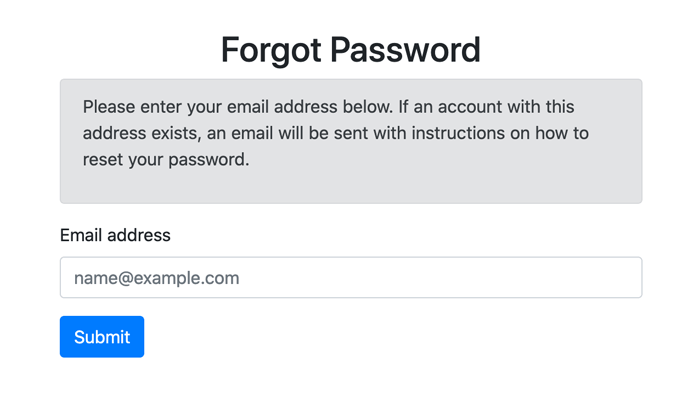 Forgot Password
Please enter your email address below. If an account with this
address exists, an email will be sent with instructions on how to
reset your password.
Email address
name@example.com
Submit